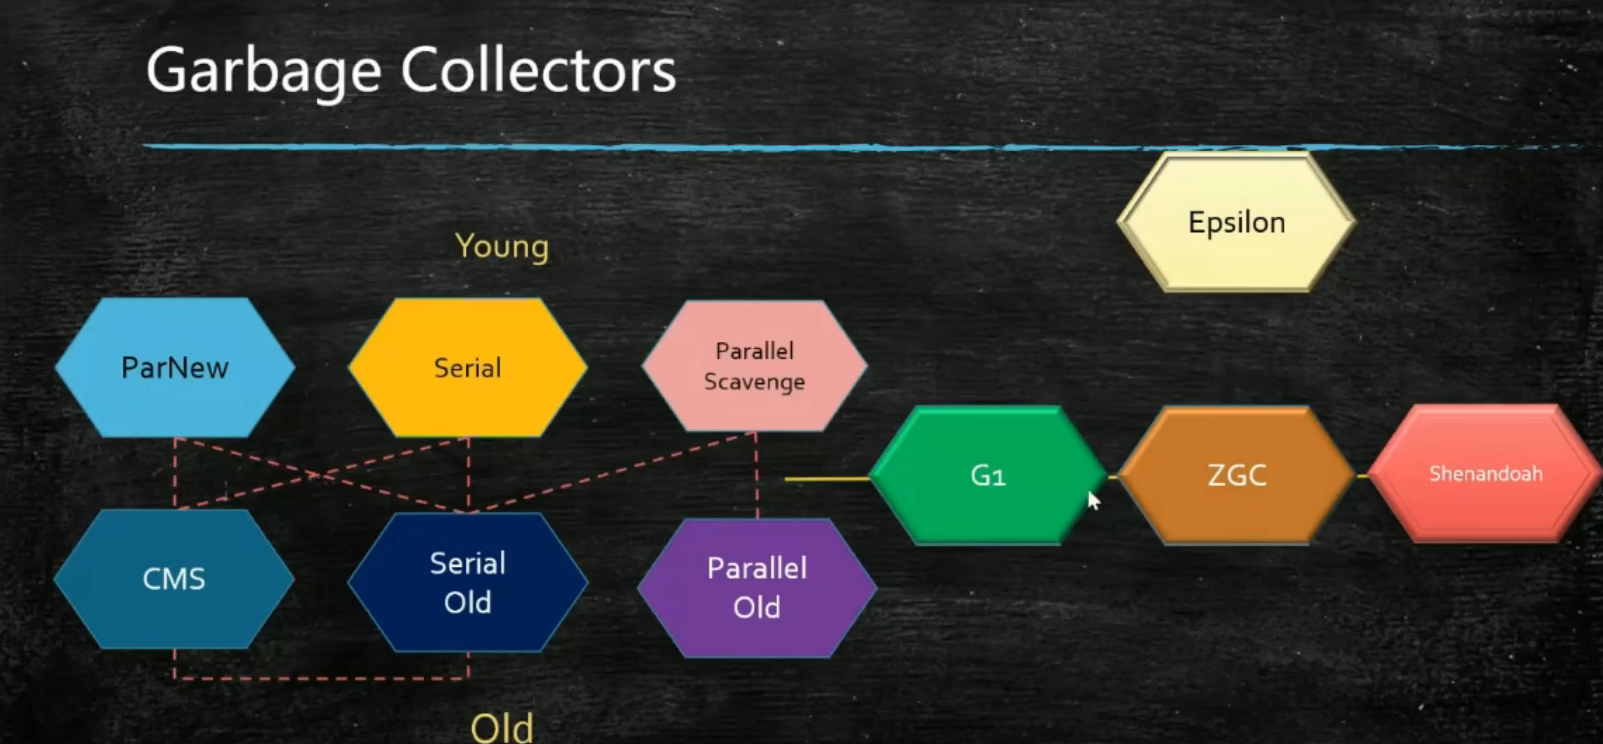 Garbage Collectors
Epsilon
Young
ParNew
Serial
Parallel
Scavenge
G1
ZGC
Shenandoah
CMS
Serial
Old
Parallel
Old
Old